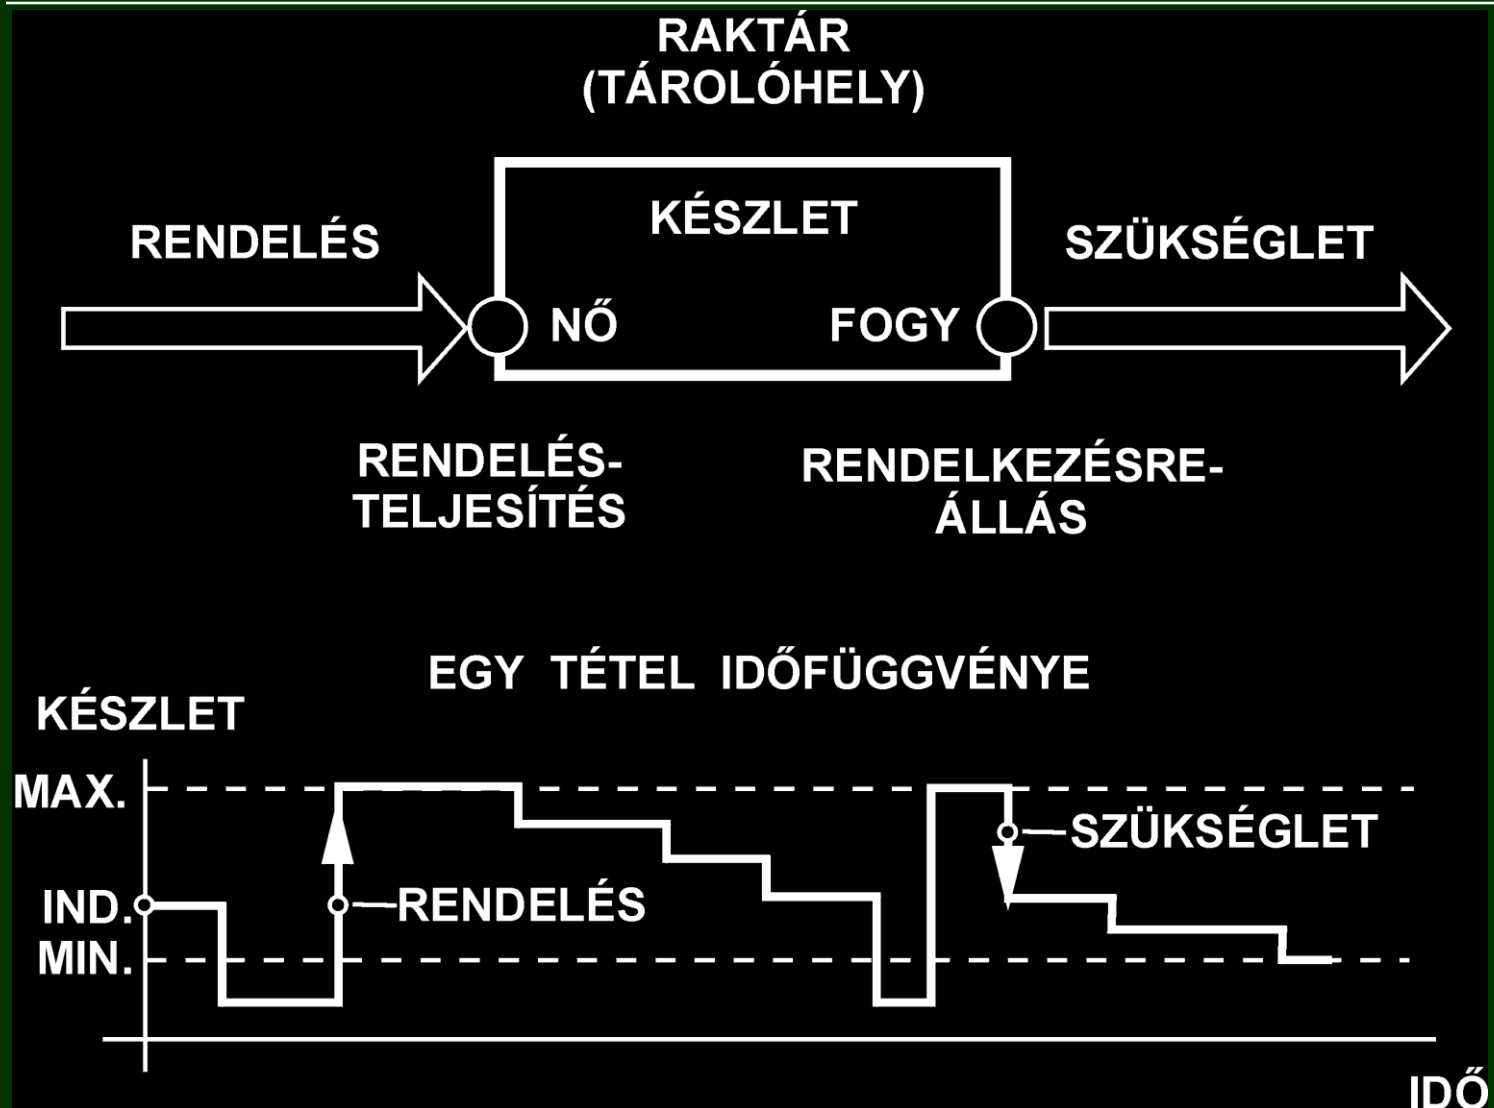 RAKTÁR
(TÁROLÓHELY)
KÉSZLET
RENDELÉS
SZÜKSÉGLET
NŐ
FOGY
RENDELÉS-
TELJESÍTÉS
RENDELKEZÉSRE-
ÁLLÁS
EGY TÉTEL IDŐFÜGGVÉNYE
KÉSZLET
MAX.
SZÜKSÉGLET
IND.
RENDELÉS
MIN.
IDŐ